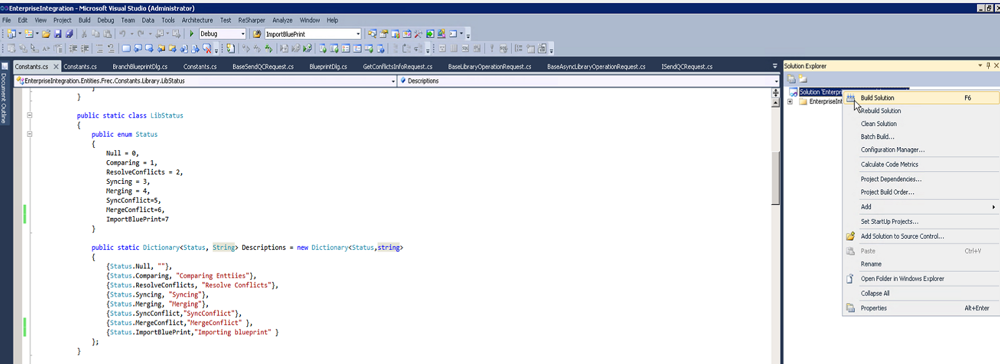 EnterpriseIntegration - Microsoft Visual Studio (Administrator)
File Edit View Project Build Debug Team Data Tools Architecture Test ReSharper Analyze Window Help
Debug ImportBluePrint
Constants.cs Constants.cs BranchBlueprintDlg.cs Constants.cs BaseSendQCRequest.cs BlueprintDlg.cs GetConflictsInfoRequest.cs BaseLibraryOperationRequest.cs BaseAsyncLibraryOperationRequest.cs ISendQCRequest.cs
Solution Explorer
Document Outline
EnterpriseIntegration.Entities.Frec.Constants.Library.LibStatus Descriptions
}
}
public static class LibStatus
{
public enum Status
{
Null = 0,
Comparing = 1,
ResolveConflicts = 2,
Syncing = 3,
Merging = 4,
SyncConflict=5,
MergeConflict=6,
ImportBluePrint=7
}
public static Dictionary<Status, String> Descriptions = new Dictionary<Status,string>
{
{Status.Null, ""},
{Status.Comparing, "Comparing Enttiies"},
{Status.ResolveConflicts, "Resolve Conflicts"},
{Status.Syncing, "Syncing"},
{Status.Merging, "Merging"},
{Status.SyncConflict,"SyncConflict"},
{Status.MergeConflict,"MergeConflict" },
{Status.ImportBluePrint,"Importing blueprint" }
};
}
Solution 'Enterpri
EnterpriseInt
Build Solution F6
Rebuild Solution
Clean Solution
Batch Build...
Configuration Manager...
Calculate Code Metrics
Project Dependencies...
Project Build Order...
Add
Set StartUp Projects...
Add Solution to Source Control...
Paste Ctrl+V
Rename
Open Folder in Windows Explorer
Collapse All
Properties Alt+Enter